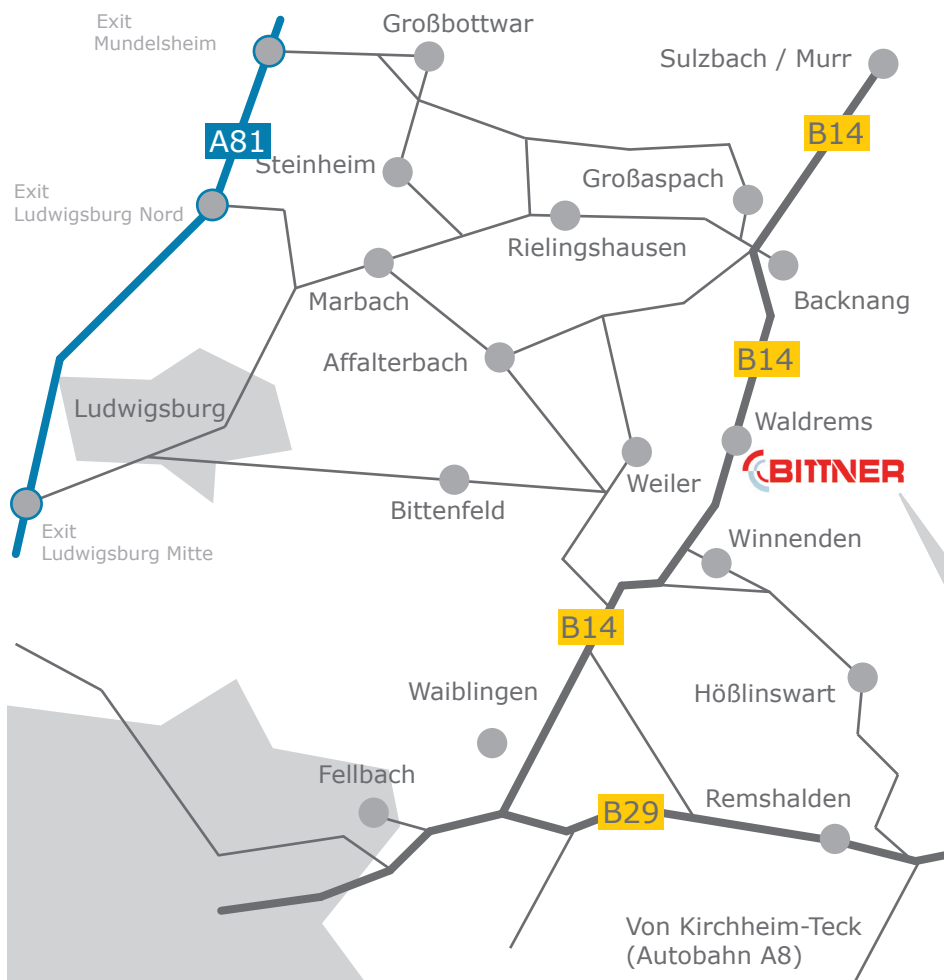 Exit
Mundelsheim
Großbottwar
Sulzbach / Murr
A81
B14
Steinheim
Großaspach
Exit
Ludwigsburg Nord
Rielingshausen
Marbach
Backnang
Affalterbach
B14
Ludwigsburg
Waldrems
BITTNER
Weiler
Bittenfeld
Exit
Ludwigsburg Mitte
Winnenden
B14
Waiblingen
Hößlinswart
Fellbach
B29
Remshalden
Von Kirchheim-Teck
(Autobahn A8)